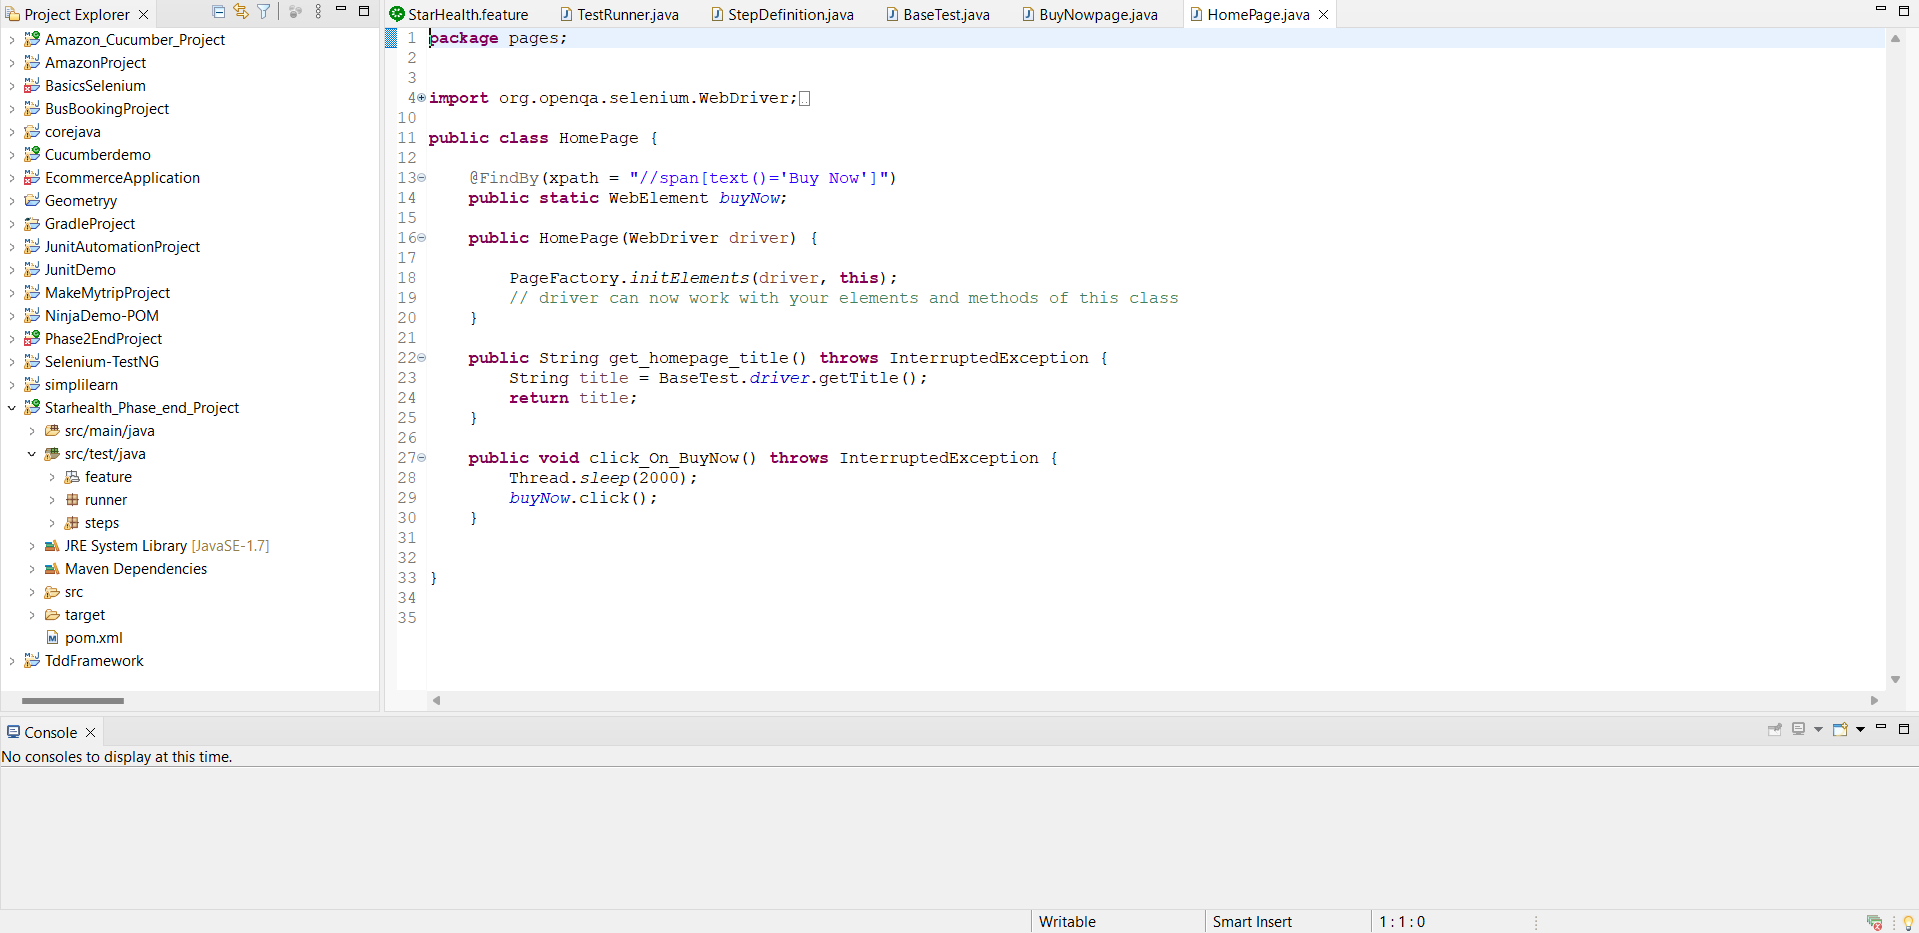 Project Explorer
Amazon_Cucumber_Project
AmazonProject
BasicsSelenium
BusBookingProject
corejava
Cucumberdemo
EcommerceApplication
Geometryy
GradleProject
JunitAutomationProject
JunitDemo
MakeMytripProject
NinjaDemo-POM
Phase2EndProject
Selenium-TestNG
simplilearn
Starhealth_Phase_end_Project
src/main/java
src/test/java
feature
runner
steps
JRE System Library [JavaSE-1.7]
Maven Dependencies
src
target
pom.xml
TddFramework
StarHealth.feature TestRunner.java StepDefinition.java BaseTest.java BuyNowpage.java HomePage.java
1 package pages;
2
3
4 import org.openqa.selenium.WebDriver;
10
11 public class HomePage {
12
13 @FindBy(xpath = "//span[text()='Buy Now']")
14 public static WebElement buyNow;
15
16 public HomePage(WebDriver driver) {
17
18 PageFactory.initElements(driver, this);
19 // driver can now work with your elements and methods of this class
20 }
21
22 public String get_homepage_title() throws InterruptedException {
23 String title = BaseTest.driver.getTitle();
24 return title;
25 }
26
27 public void click_On_BuyNow() throws InterruptedException {
28 Thread.sleep(2000);
29 buyNow.click();
30 }
31
32
33 }
34
35
Console
No consoles to display at this time.
Writable Smart Insert 1 : 1 : 0